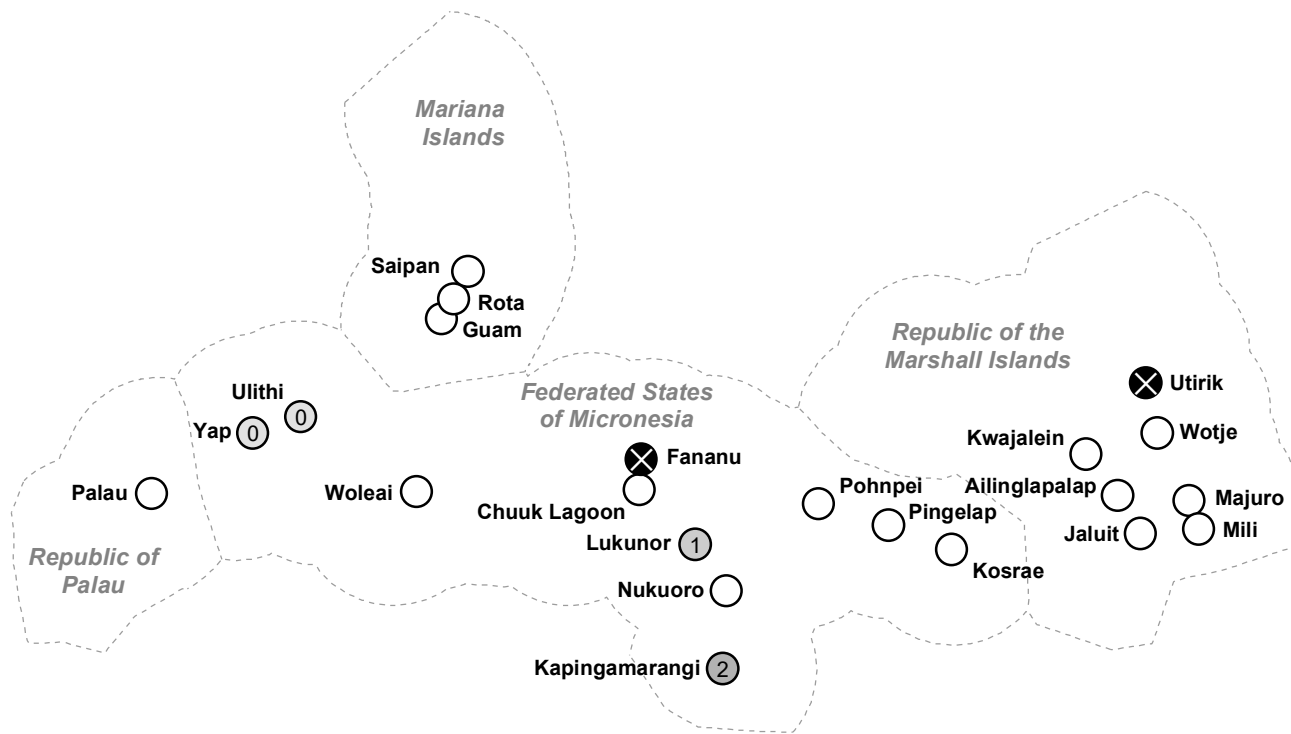 Mariana
Islands
Saipan
Rota
Guam
Republic of the
Marshall Islands
Ulithi
0
Yap
0
Federated States
of Micronesia
Utirik
Wotje
Kwajalein
Fananu
Palau
Woleai
Chuuk Lagoon
Pohnpei
Pingelap
Kosrae
Ailinglapalap
Majuro
Jaluit
Mili
Lukunor
1
Republic of
Palau
Nukuoro
Kapingamarangi
2